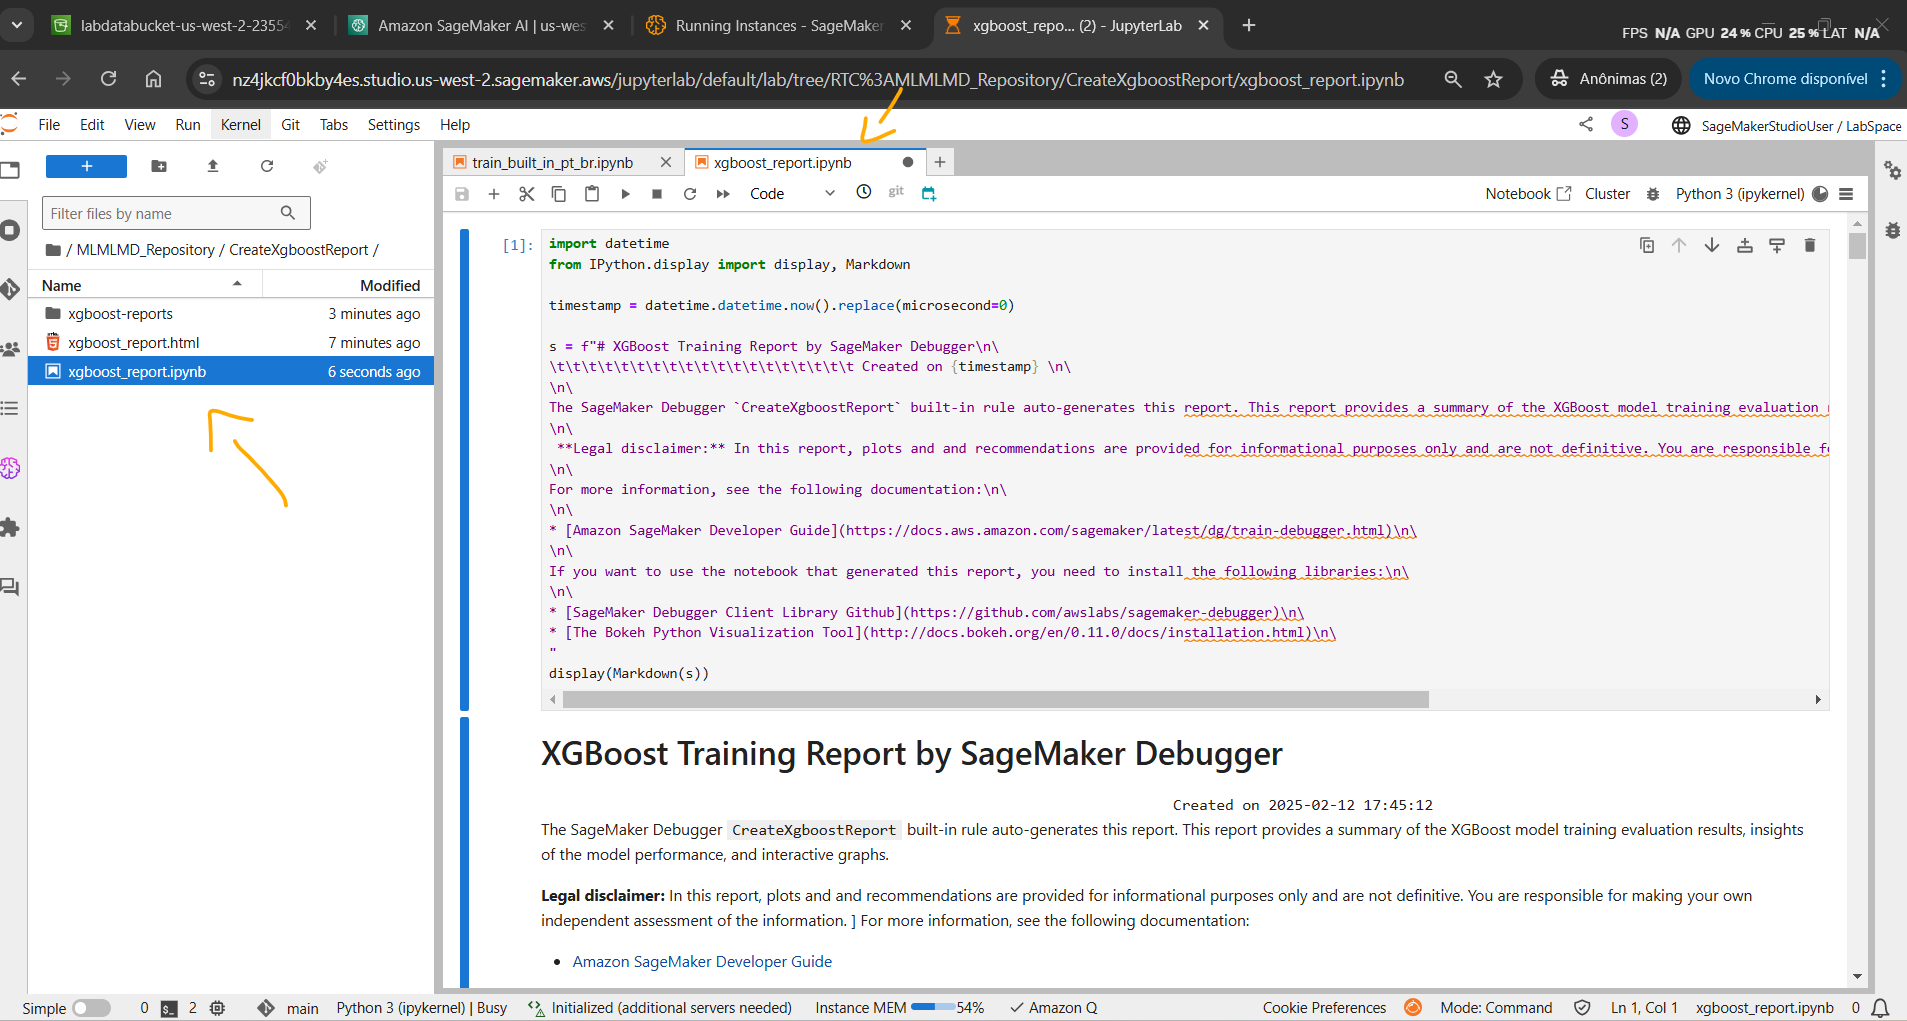 labdatabucket-us-west-2-23554
Amazon SageMaker AI | us-wes
Running Instances - SageMaker
xgboost_repo... (2) - JupyterLab
FPS N/A GPU 24 % CPU 25 % LAT N/A
nz4jkcf0bkby4es.studio.us-west-2.sagemaker.aws/jupyterlab/default/lab/tree/RTC%3AMLMLMD_Repository/CreateXgboostReport/xgboost_report.ipynb
Anônimas (2)
Novo Chrome disponível
File Edit View Run Kernel Git Tabs Settings Help
S
SageMakerStudioUser / LabSpace
train_built_in_pt_br.ipynb
xgboost_report.ipynb
Code
git
Notebook
Cluster
Python 3 (ipykernel)
Filter files by name
/ MLMLMD_Repository / CreateXgboostReport /
Name Modified
xgboost-reports 3 minutes ago
xgboost_report.html 7 minutes ago
xgboost_report.ipynb 6 seconds ago
[1]:
import datetime
from IPython.display import display, Markdown
timestamp = datetime.datetime.now().replace(microsecond=0)
s = f"# XGBoost Training Report by SageMaker Debugger\n\
\t\t\t\t\t\t\t\t\t\t\t\t\t\t\t\t\t\t\t Created on {timestamp} \n\
\n\
The SageMaker Debugger `CreateXgboostReport` built-in rule auto-generates this report. This report provides a summary of the XGBoost model training evaluation
\n\
**Legal disclaimer:** In this report, plots and and recommendations are provided for informational purposes only and are not definitive. You are responsible
\n\
For more information, see the following documentation:\n\
\n\
* [Amazon SageMaker Developer Guide](https://docs.aws.amazon.com/sagemaker/latest/dg/train-debugger.html)\n\
\n\
If you want to use the notebook that generated this report, you need to install the following libraries:\n\
\n\
* [SageMaker Debugger Client Library Github](https://github.com/awslabs/sagemaker-debugger)\n\
* [The Bokeh Python Visualization Tool](http://docs.bokeh.org/en/0.11.0/docs/installation.html)\n\
"
display(Markdown(s))
XGBoost Training Report by SageMaker Debugger
Created on 2025-02-12 17:45:12
The SageMaker Debugger CreateXgboostReport built-in rule auto-generates this report. This report provides a summary of the XGBoost model training evaluation results, insights
of the model performance, and interactive graphs.
Legal disclaimer: In this report, plots and and recommendations are provided for informational purposes only and are not definitive. You are responsible for making your own
independent assessment of the information. ] For more information, see the following documentation:
• Amazon SageMaker Developer Guide
Simple 0 2 main Python 3 (ipykernel) | Busy Initialized (additional servers needed) Instance MEM 54% Amazon Q Cookie Preferences Mode: Command Ln 1, Col 1 xgboost_report.ipynb 0